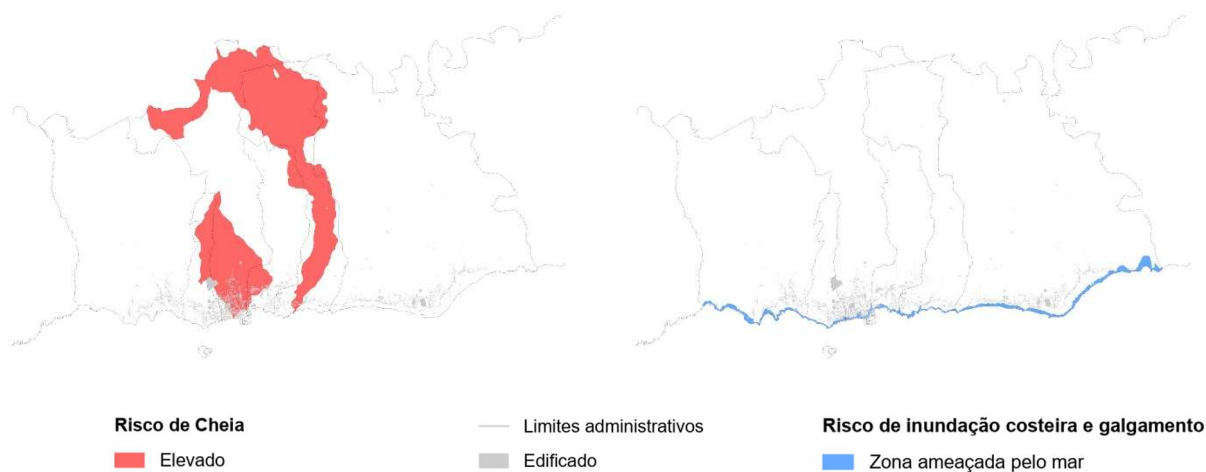 Risco de Cheia
Elevado
Limites administrativos
Edificado
Risco de inundação costeira e galgamento
Zona ameaçada pelo mar